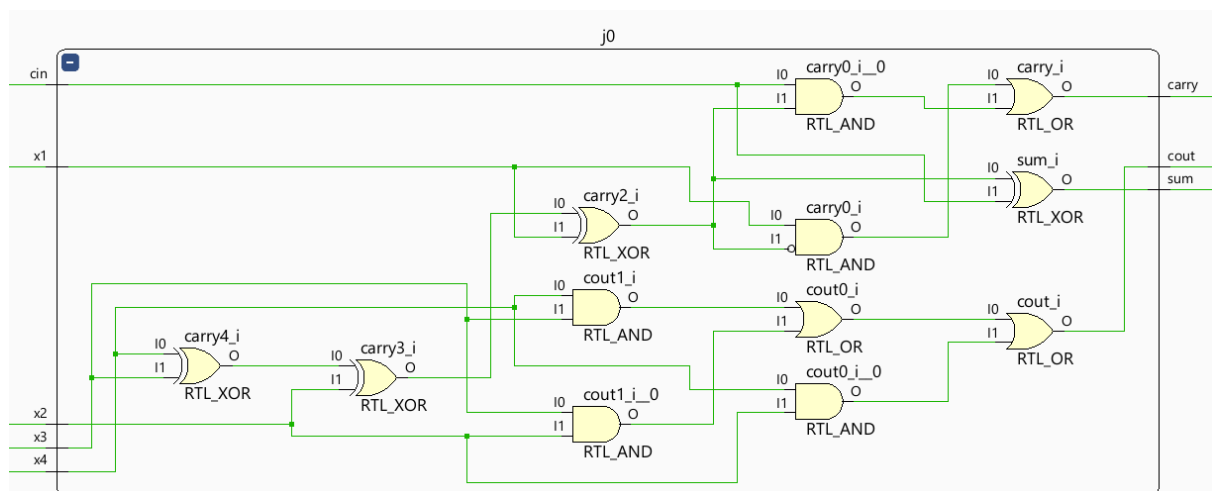 j0
cin
x1
x2
x3
x4
I0
I1
carry4_i
O
RTL_XOR
I0
I1
carry3_i
O
RTL_XOR
I0
I1
carry2_i
O
RTL_XOR
I0
I1
cout1_i
O
RTL_AND
I0
I1
cout1_i__0
O
RTL_AND
I0
I1
carry0_i__0
O
RTL_AND
I0
I1
carry0_i
O
RTL_AND
I0
I1
cout0_i
O
RTL_OR
I0
I1
cout0_i__0
O
RTL_AND
I0
I1
carry_i
O
RTL_OR
I0
I1
sum_i
O
RTL_XOR
I0
I1
cout_i
O
RTL_OR
carry
cout
sum